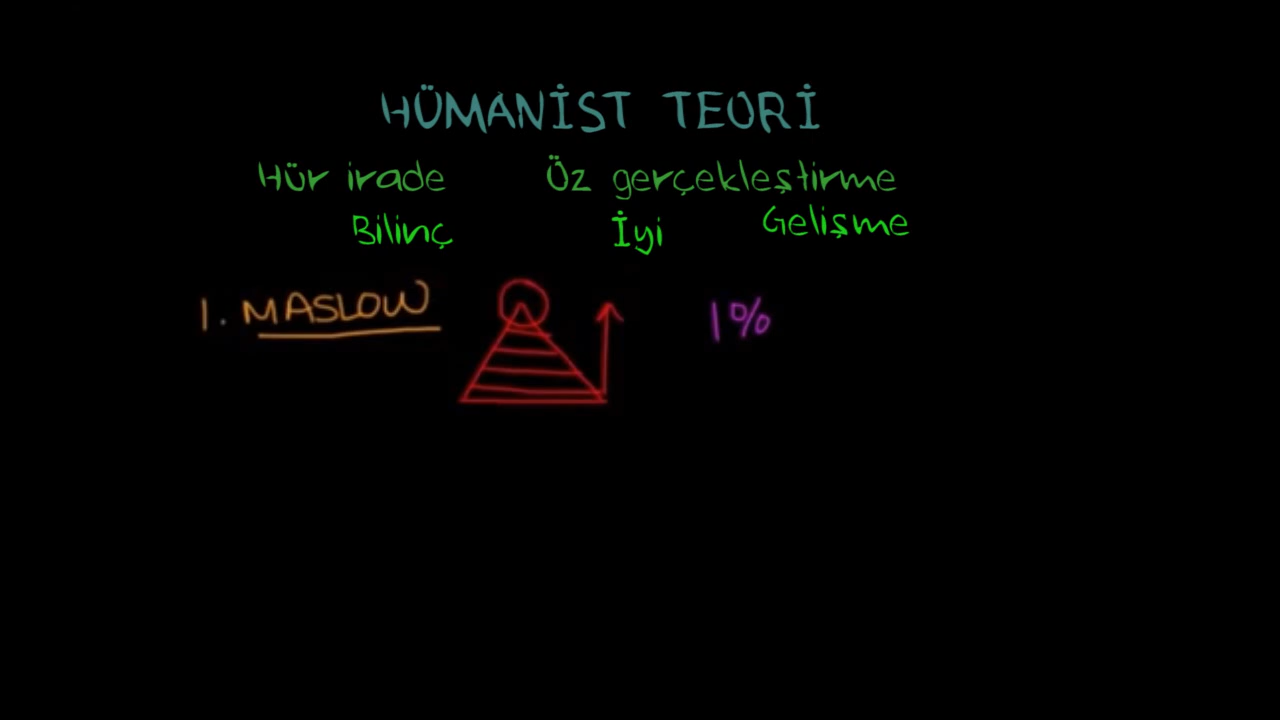 HÜMANİST TEORİ
Hür irade Öz gerçekleştirme
Bilinç İyi Gelişme
1. MASLOW 1%